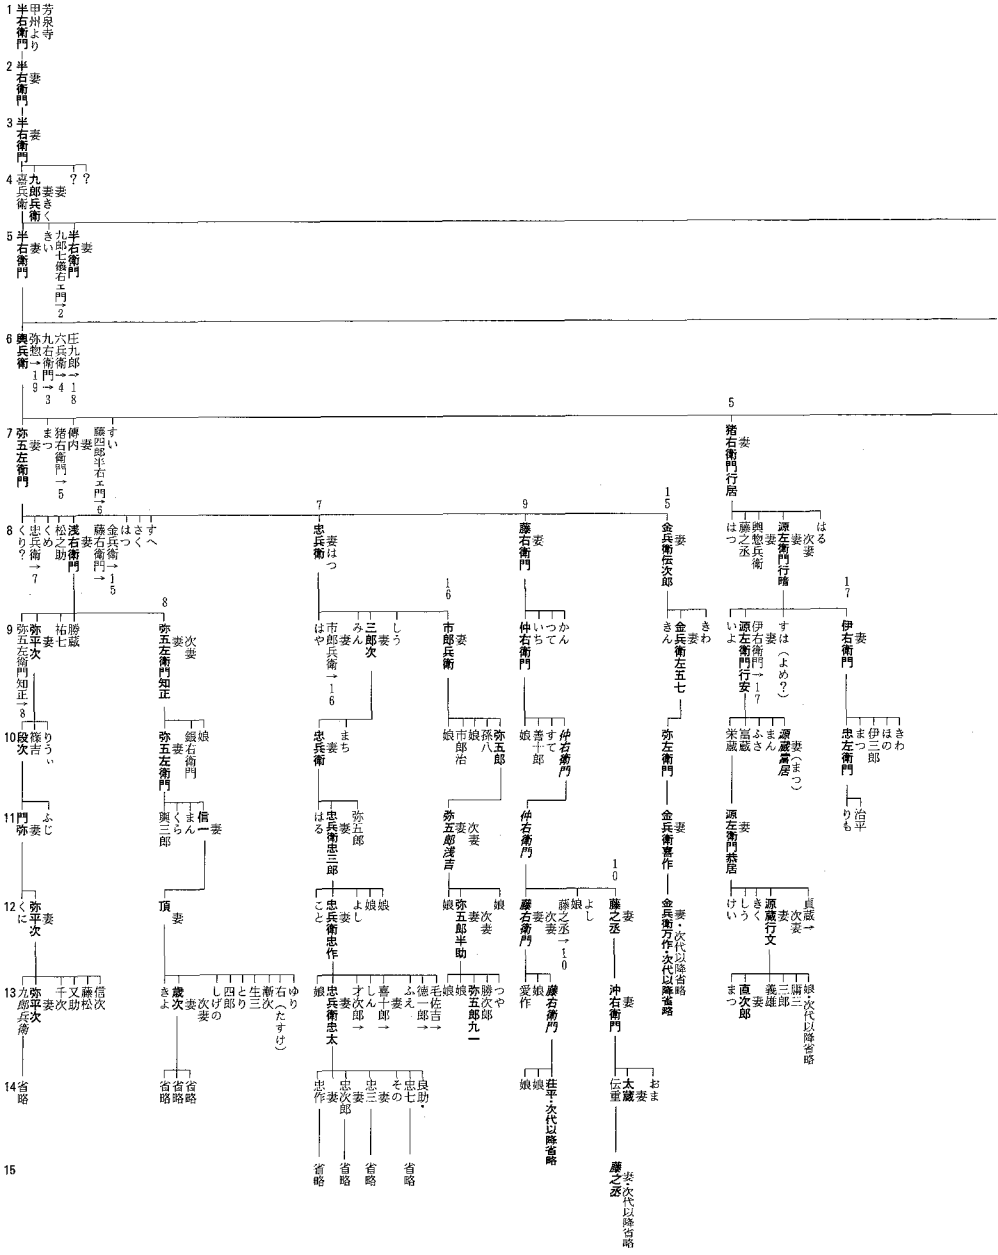 1 半右衛門 甲州より 芳泉寺
2 半右衛門 妻
3 半右衛門 妻
4 嘉兵衛 九郎兵衛 妻きく 妻 ? ?
5 半右衛門 妻 きい 九郎七儀右ェ門→2 半右衛門 妻
6 與兵衛 弥惣→19 九右衛門→3 六兵衛→4 庄九郎→18
5
7 弥五左衛門 妻 まつ 猪右衛門→5 傳内 妻 藤四郎半右ェ門→6 すい 猪右衛門行居 妻
7 9 15
8 くり? 忠兵衛→7 くめ 松之助 浅右衛門 妻 藤右衛門→ 金兵衛→15 はつ さく すへ 忠兵衛 妻はつ 藤右衛門 妻 金兵衛伝次郎 妻 はつ 藤之丞 與惣兵衛 妻 源左衛門行晴 妻 次妻 はる
8 16 17
9 弥五左衛門知正→8 弥平次 妻 祐七 勝蔵 弥五左衛門知正 妻 次妻 はや 市郎兵衛→16 妻 みん 三郎次 妻 しう 市郎兵衛 妻 仲右衛門 いち つて かん きん 金兵衛左五七 妻 きわ いよ 源左衛門行安 妻 伊右衛門→17 すは(よめ?) 伊右衛門 妻
10 段次 篠吉 りうい 弥五左衛門 妻 鍜右衛門 娘 忠兵衛 妻 まち 娘 市郎治 娘 孫八 弥五郎 娘 善十郎 すて 仲右衛門 弥左衛門 妻 栄蔵 富蔵 ふさ まん 源蔵富居 妻(まつ) 忠左衛門 まつ 伊三郎 ほの きわ
11 門弥 妻 ふじ 與三郎 くら まん 信一 妻 はる 忠兵衛忠三郎 妻 弥五郎 弥五郎浅吉 妻 次妻 仲右衛門 金兵衛喜作 妻 源左衛門恭居 妻 りも 治平
10
12 くに 弥平次 妻 頂 妻 こと 忠兵衛忠作 妻 よし 娘 娘 娘 弥五郎半助 妻 次妻 娘 藤右衛門 妻 次妻 藤之丞→10 娘 よし 藤之丞 妻 金兵衛万作・次代以降省略 妻・次代以降省略 けい しう きく 源蔵行文 妻 次妻 貞蔵→
13 九郎兵衛 弥平次 妻 千次 又助 藤松 信次 きよ 歳次 妻 次妻 しげの 四郎 とり 生三 漸次 右(たすけ) ゆり 娘 忠兵衛忠太 妻 才次郎→ しん 喜十郎→ 妻 ふえ 徳一郎→ 毛佐吉→ 娘 娘 弥五郎九一 勝次郎 つや 愛作 娘 藤右衛門 沖右衛門 妻 まつ 直次郎 妻 義雄 三郎 庸三 娘・次代以降省略
14 省略 省略 省略 省略 忠作 妻 忠次郎 忠三 妻 その 忠七 良助・ 娘 娘 荘平・次代以降省略 伝重 太蔵 妻 おま
15 省略 省略 省略 省略 藤之丞 妻・次代以降省略